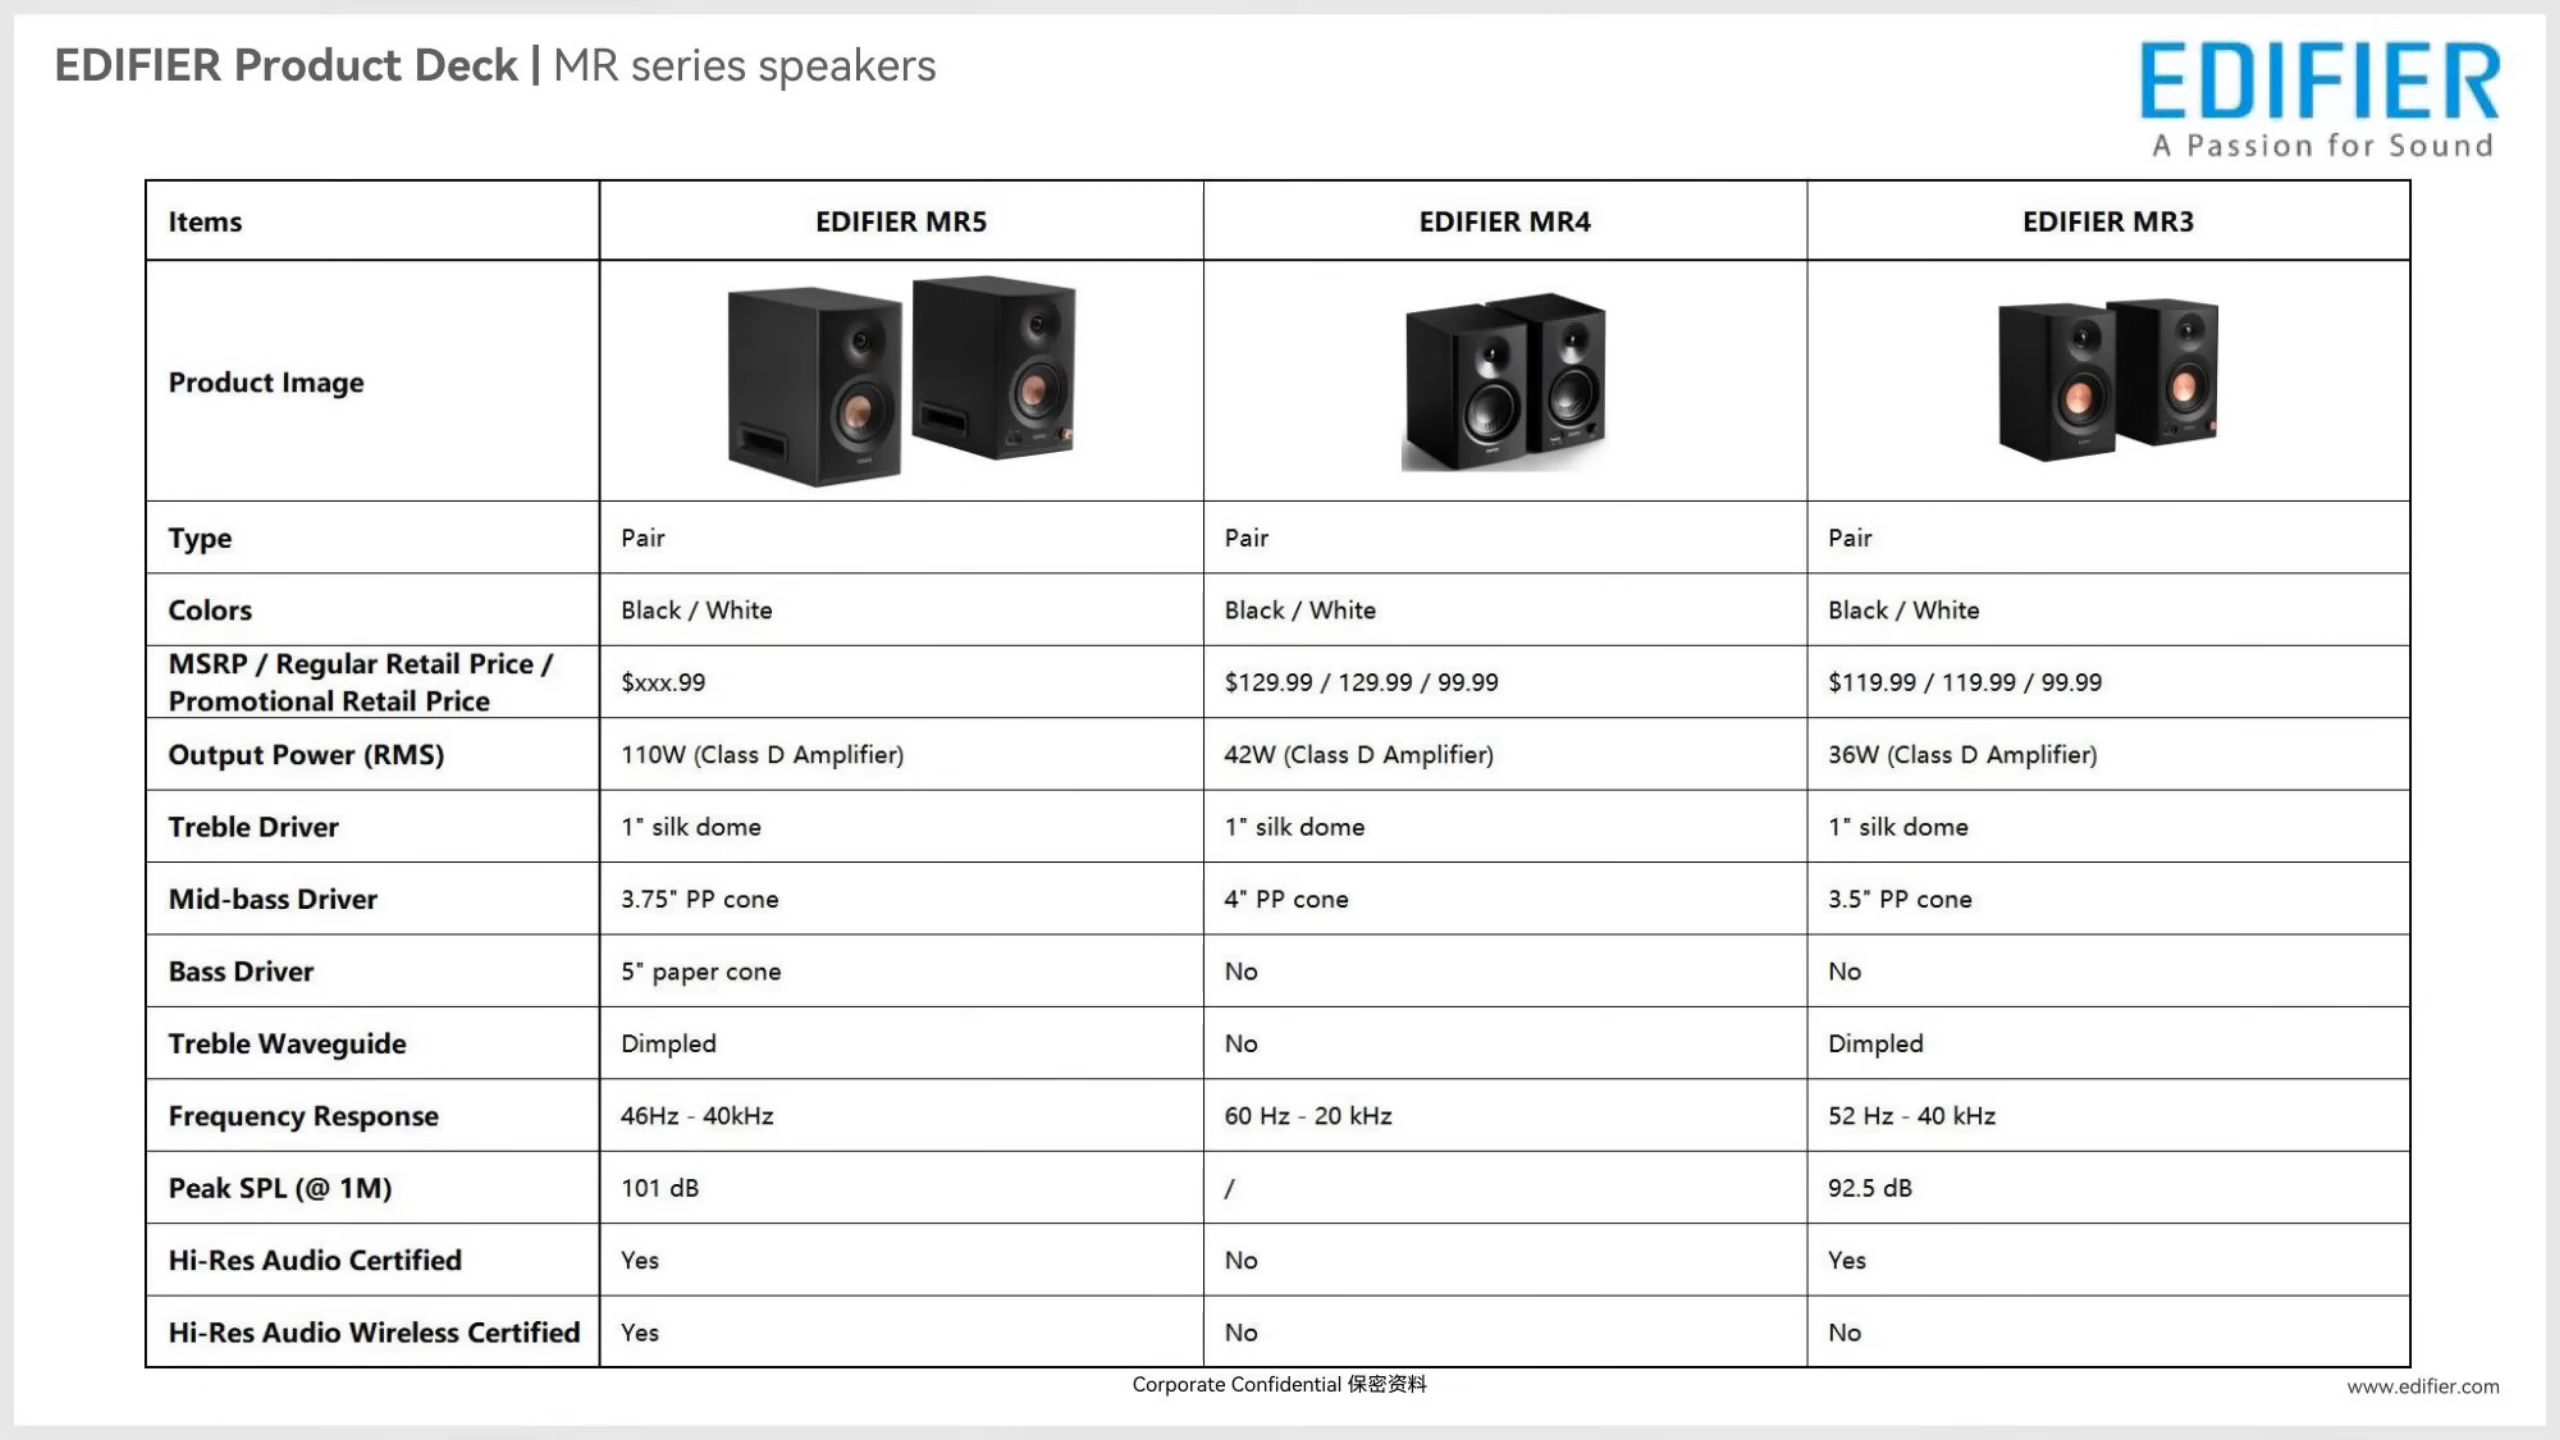 EDIFIER Product Deck | MR series speakers
EDIFIER
A Passion for Sound
Items EDIFIER MR5 EDIFIER MR4 EDIFIER MR3
Product Image
Type Pair Pair Pair
Colors Black / White Black / White Black / White
MSRP / Regular Retail Price /
Promotional Retail Price $xxx.99 $129.99 / 129.99 / 99.99 $119.99 / 119.99 / 99.99
Output Power (RMS) 110W (Class D Amplifier) 42W (Class D Amplifier) 36W (Class D Amplifier)
Treble Driver 1" silk dome 1" silk dome 1" silk dome
Mid-bass Driver 3.75" PP cone 4" PP cone 3.5" PP cone
Bass Driver 5" paper cone No No
Treble Waveguide Dimpled No Dimpled
Frequency Response 46Hz - 40kHz 60 Hz - 20 kHz 52 Hz - 40 kHz
Peak SPL (@ 1M) 101 dB / 92.5 dB
Hi-Res Audio Certified Yes No Yes
Hi-Res Audio Wireless Certified Yes No No
Corporate Confidential 保密资料
www.edifier.com